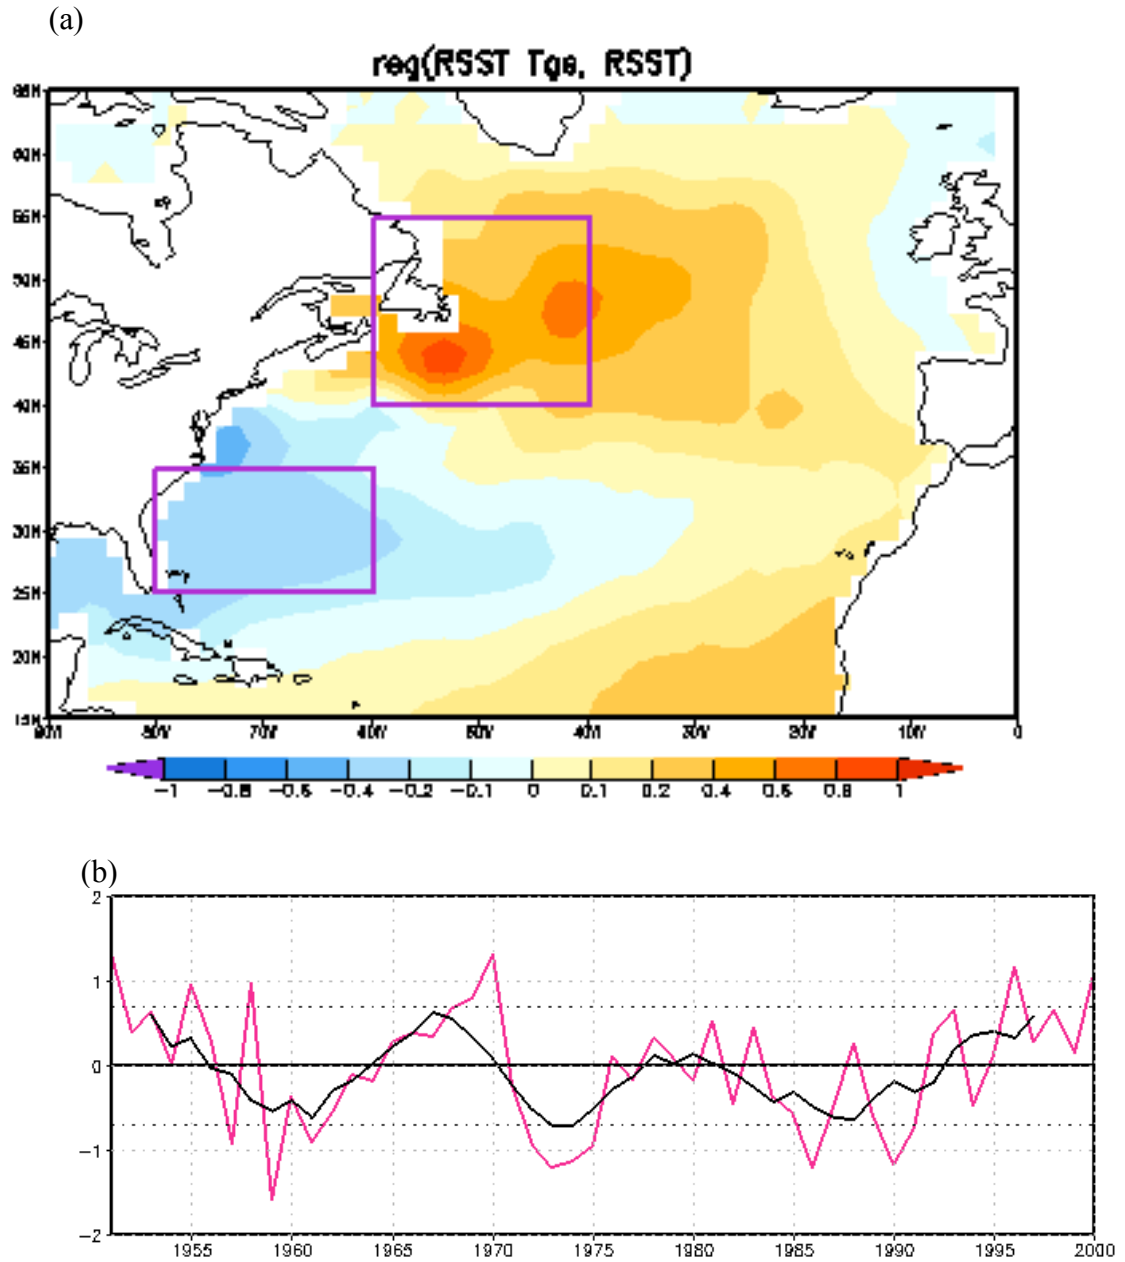 (a)
reg(RSST Tgs, RSST)
65N
60N
55N
50N
45N
40N
35N
30N
25N
20N
15N
90W 80W 70W 60W 50W 40W 30W 20W 10W 0
-1 -0.8 -0.6 -0.4 -0.2 -0.1 0 0.1 0.2 0.4 0.6 0.8 1
(b)
2
1
0
-1
-2
1955 1960 1965 1970 1975 1980 1985 1990 1995 2000